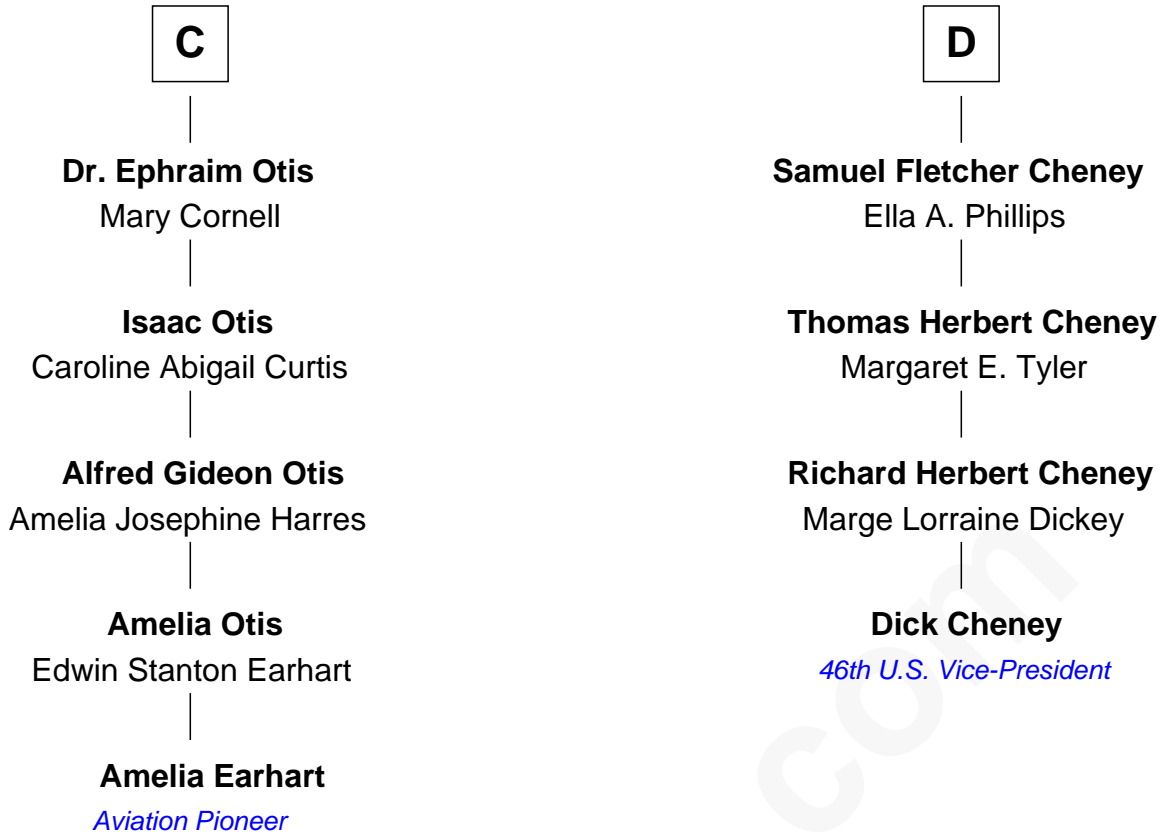 C
Dr. Ephraim Otis
Mary Cornell
Isaac Otis
Caroline Abigail Curtis
Alfred Gideon Otis
Amelia Josephine Harres
Amelia Otis
Edwin Stanton Earhart
Amelia Earhart
Aviation Pioneer
D
Samuel Fletcher Cheney
Ella A. Phillips
Thomas Herbert Cheney
Margaret E. Tyler
Richard Herbert Cheney
Marge Lorraine Dickey
Dick Cheney
46th U.S. Vice-President
com